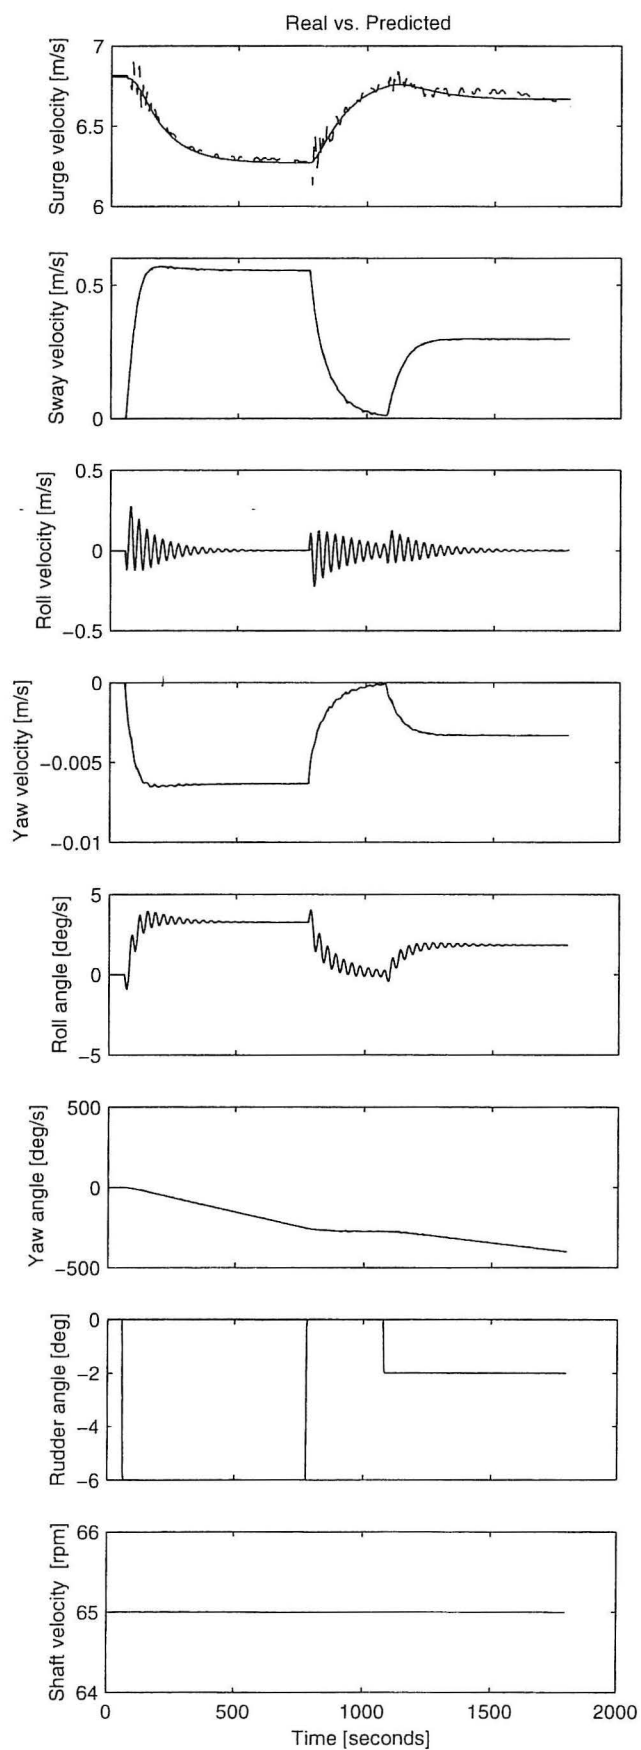 Real vs. Predicted
Surge velocity [m/s]
7
6.5
6
Sway velocity [m/s]
0.5
0
Roll velocity [m/s]
0.5
0
−0.5
Yaw velocity [m/s]
0
−0.005
−0.01
Roll angle [deg/s]
5
0
−5
Yaw angle [deg/s]
500
0
−500
Rudder angle [deg]
0
−2
−4
−6
Shaft velocity [rpm]
66
65
64
0 500 1000 1500 2000
Time [seconds]